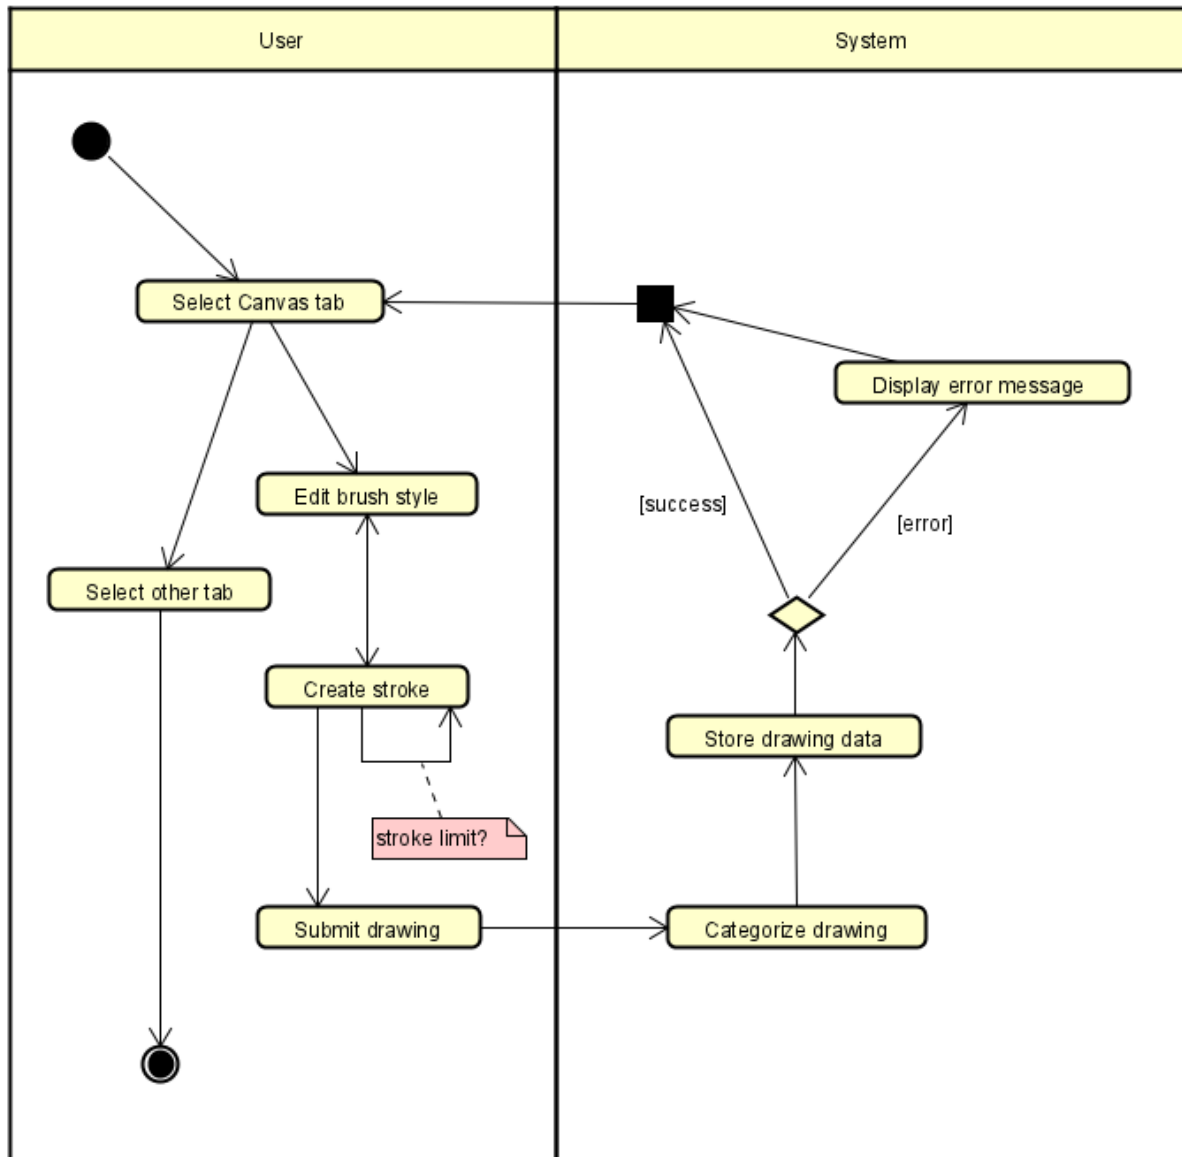 User
System
Select Canvas tab
Display error message
Edit brush style
[success]
[error]
Select other tab
Create stroke
Store drawing data
stroke limit?
Submit drawing
Categorize drawing